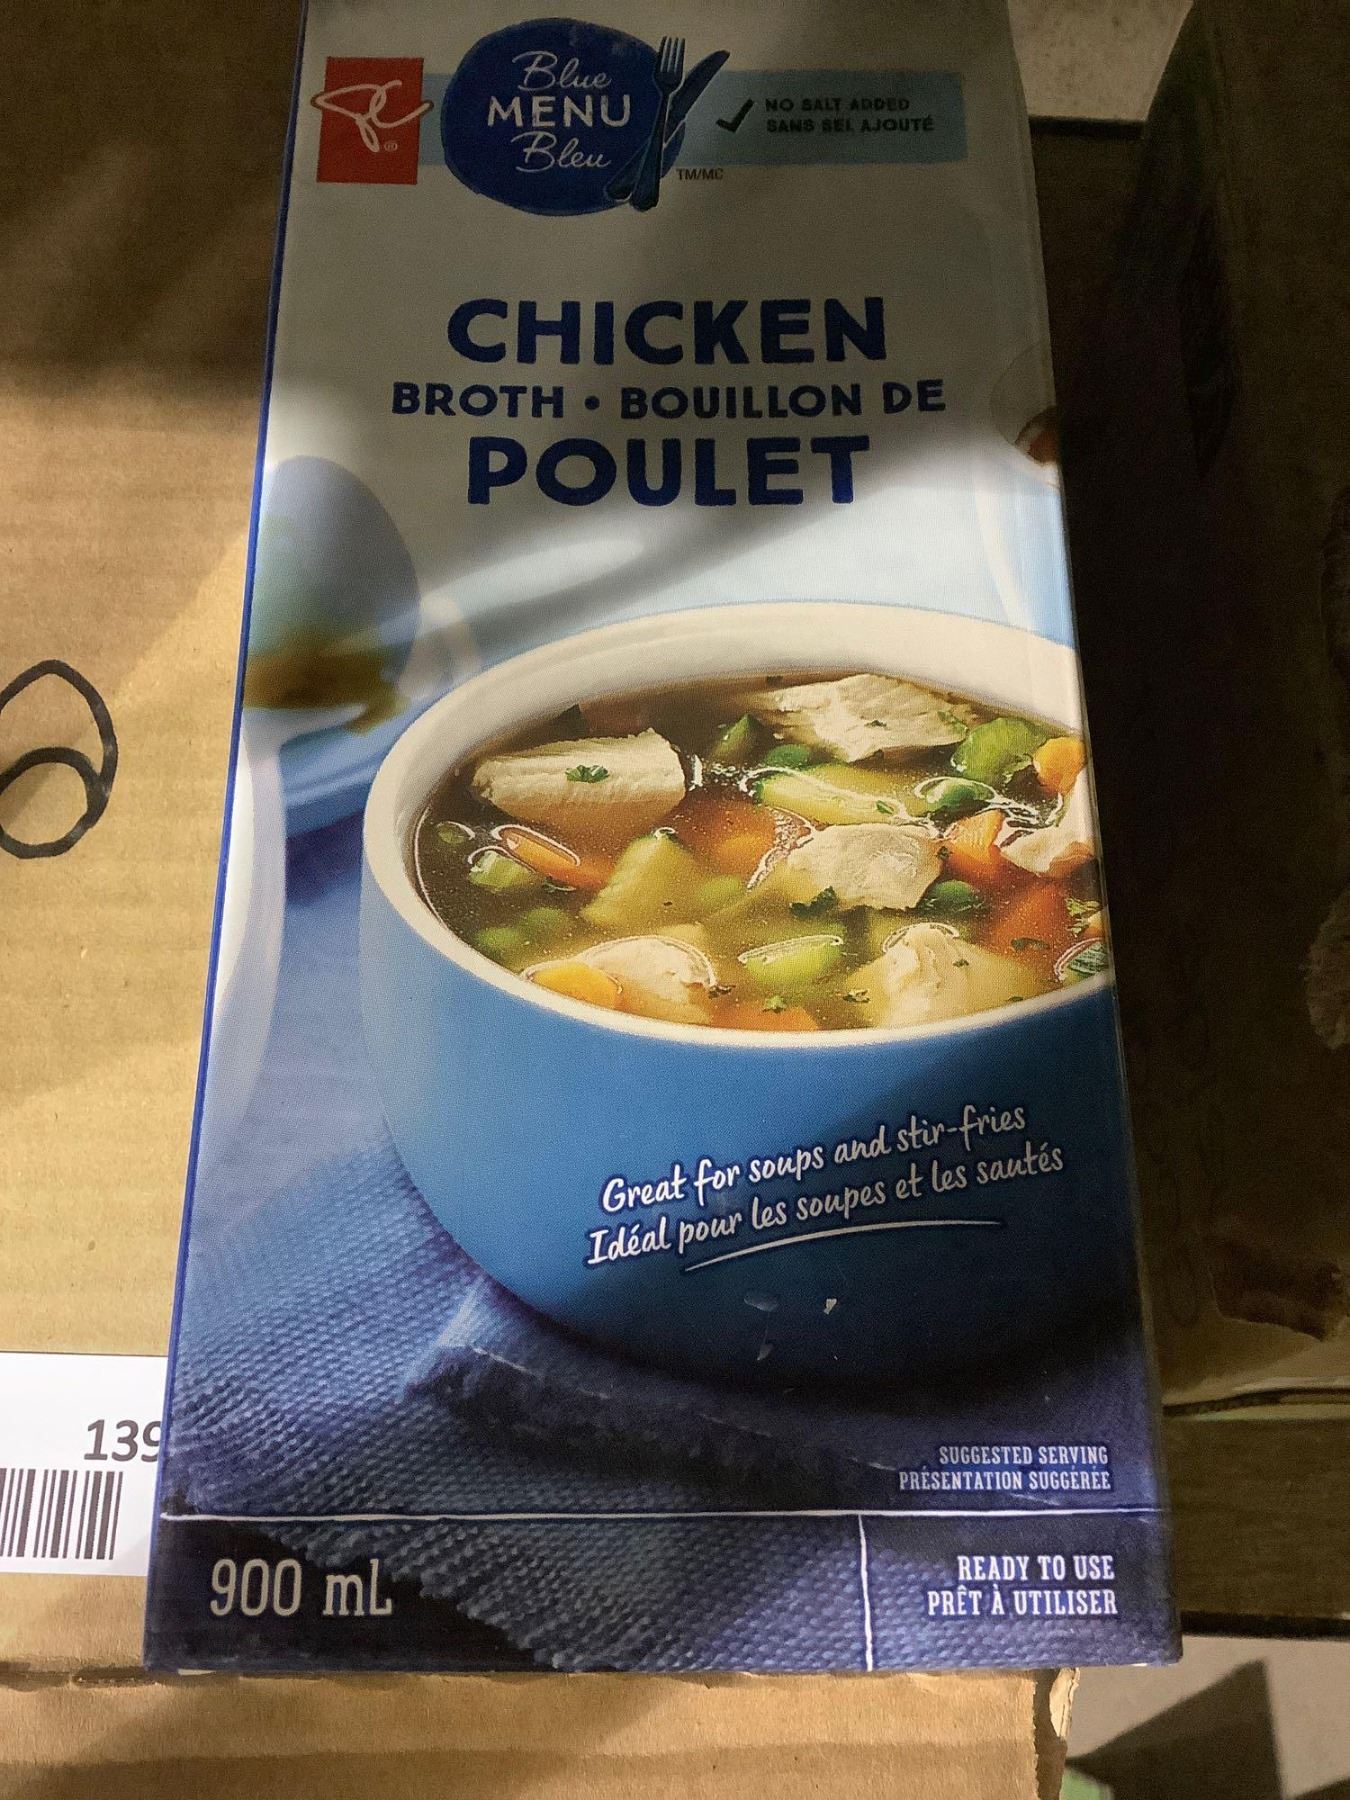 Blue
MENU
Bleu
TM/MC
NO SALT ADDED
SANS SEL AJOUTÉ
CHICKEN
BROTH • BOUILLON DE
POULET
Great for soups and stir-fries
Idéal pour les soupes et les sautés
SUGGESTED SERVING
PRÉSENTATION SUGGÉRÉE
139
900 mL
READY TO USE
PRÊT À UTILISER